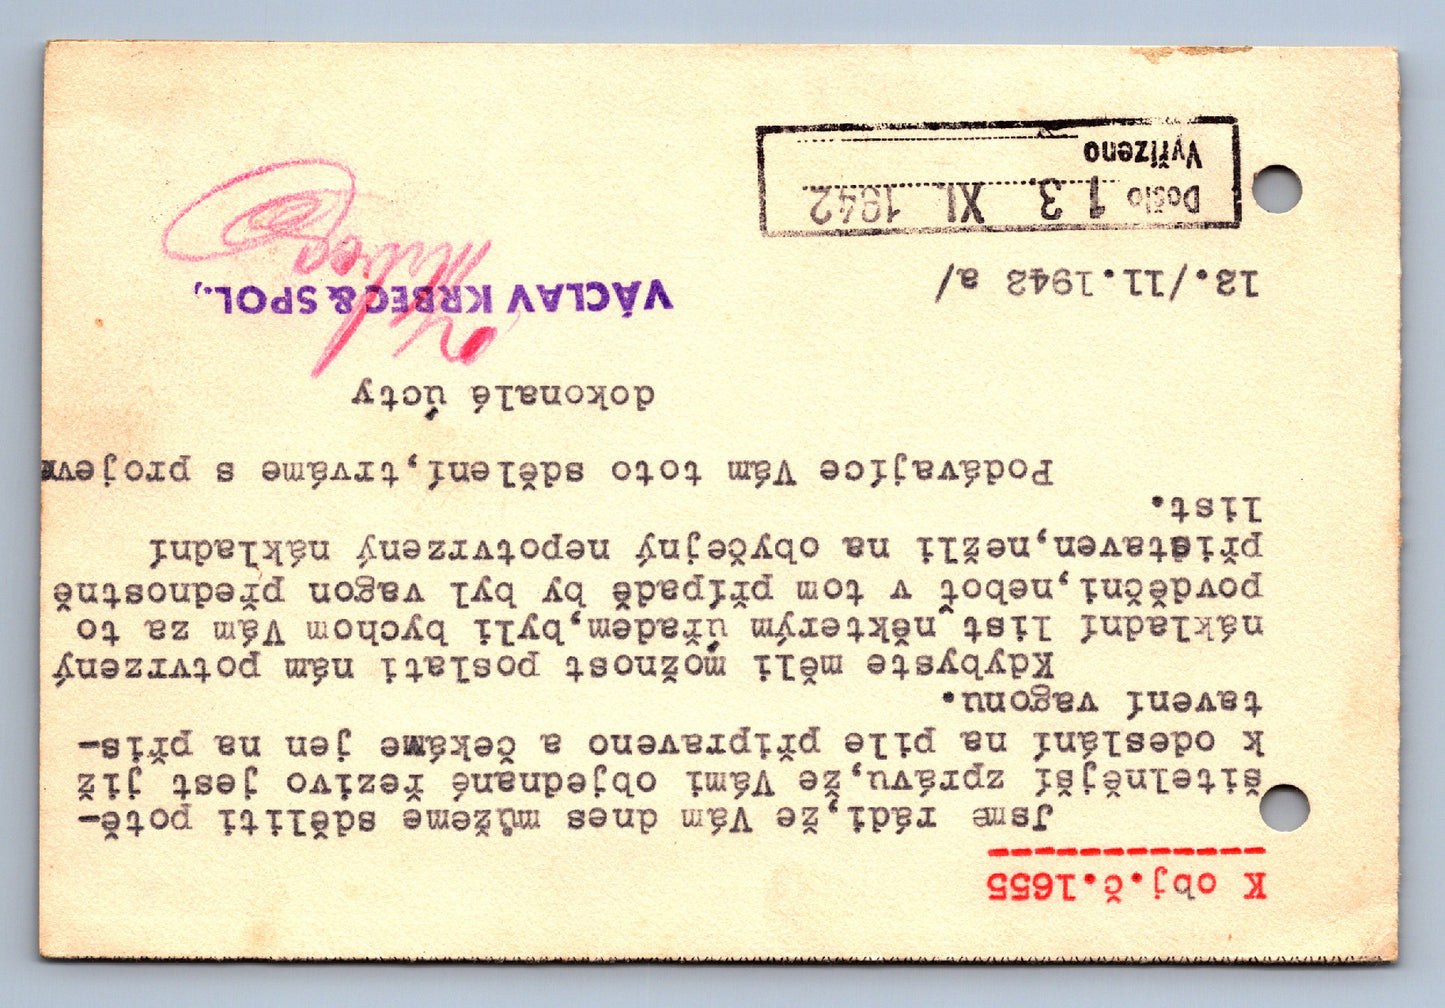 K obj.č.1655
Jsme rádi,že Vám dnes můžeme sděliti potě-
šitelnější zprávu,že Vámi objednané řezivo jest již
k odeslání na pile připraveno a čekáme jen na přis-
tavení vagonu.
Kdybyste měli možnost poslati nám potvrzený
nákladní list některým úřadem,byli bychom Vám za to
povděčni,neboť v tom případě by byl vagon přednostně
přistaven,nežli na obyčejný nepotvrzený nákladní
list.
Podávajíce Vám toto sdělení,trváme s projevem
dokonalé úcty
VÁCLAV KRBEC & SPOL.,
12./11.1942 a/
Došlo 13. XI. 1942
Vyřízeno